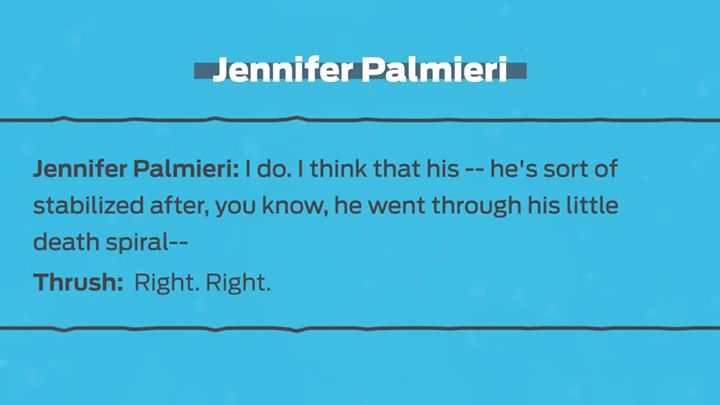 Jennifer Palmieri
Jennifer Palmieri: I do. I think that his -- he's sort of
stabilized after, you know, he went through his little
death spiral--
Thrush: Right. Right.